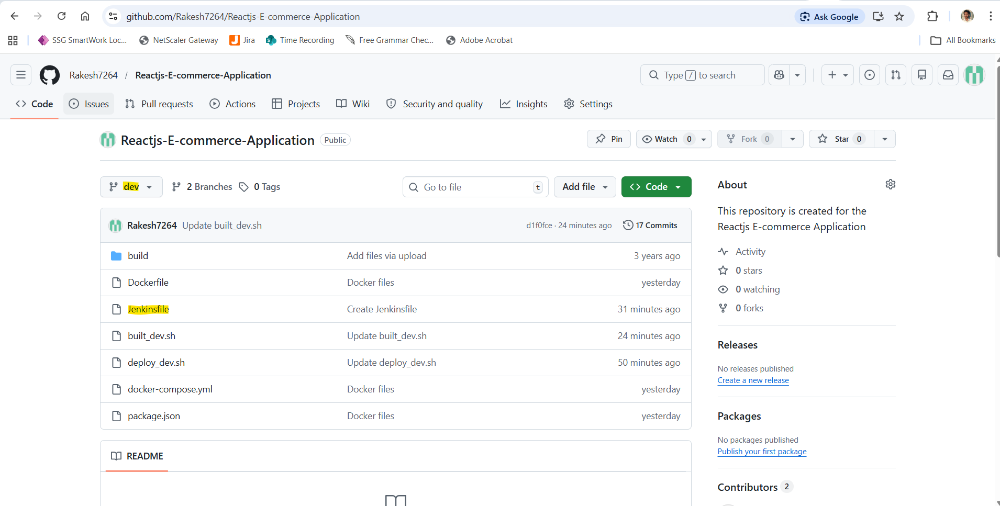 github.com/Rakesh7264/Reactjs-E-commerce-Application
Ask Google
SSG SmartWork Loc...
NetScaler Gateway
Jira
Time Recording
Free Grammar Chec...
Adobe Acrobat
All Bookmarks
Rakesh7264 / Reactjs-E-commerce-Application
Type / to search
Code
Issues
Pull requests
Actions
Projects
Wiki
Security and quality
Insights
Settings
Reactjs-E-commerce-Application
Public
Pin
Watch 0
Fork 0
Star 0
dev
2 Branches
0 Tags
Go to file
t
Add file
Code
Rakesh7264 Update built_dev.sh
d1f0fce · 24 minutes ago
17 Commits
build Add files via upload 3 years ago
Dockerfile Docker files yesterday
Jenkinsfile Create Jenkinsfile 31 minutes ago
built_dev.sh Update built_dev.sh 24 minutes ago
deploy_dev.sh Update deploy_dev.sh 50 minutes ago
docker-compose.yml Docker files yesterday
package.json Docker files yesterday
README
About
This repository is created for the
Reactjs E-commerce Application
Activity
0 stars
0 watching
0 forks
Releases
No releases published
Create a new release
Packages
No packages published
Publish your first package
Contributors 2